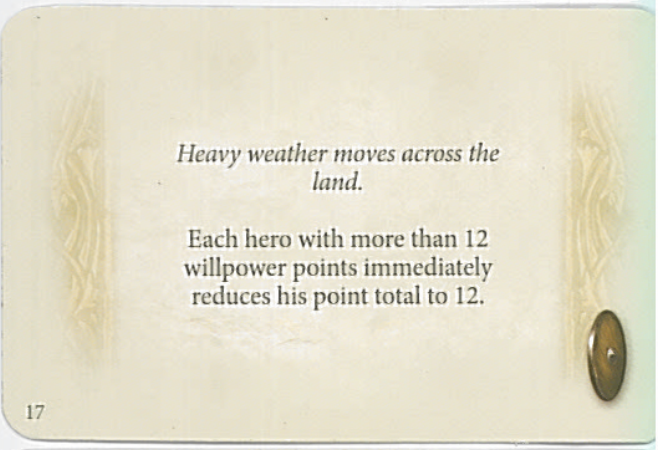 Heavy weather moves across the
land.
Each hero with more than 12
willpower points immediately
reduces his point total to 12.
17